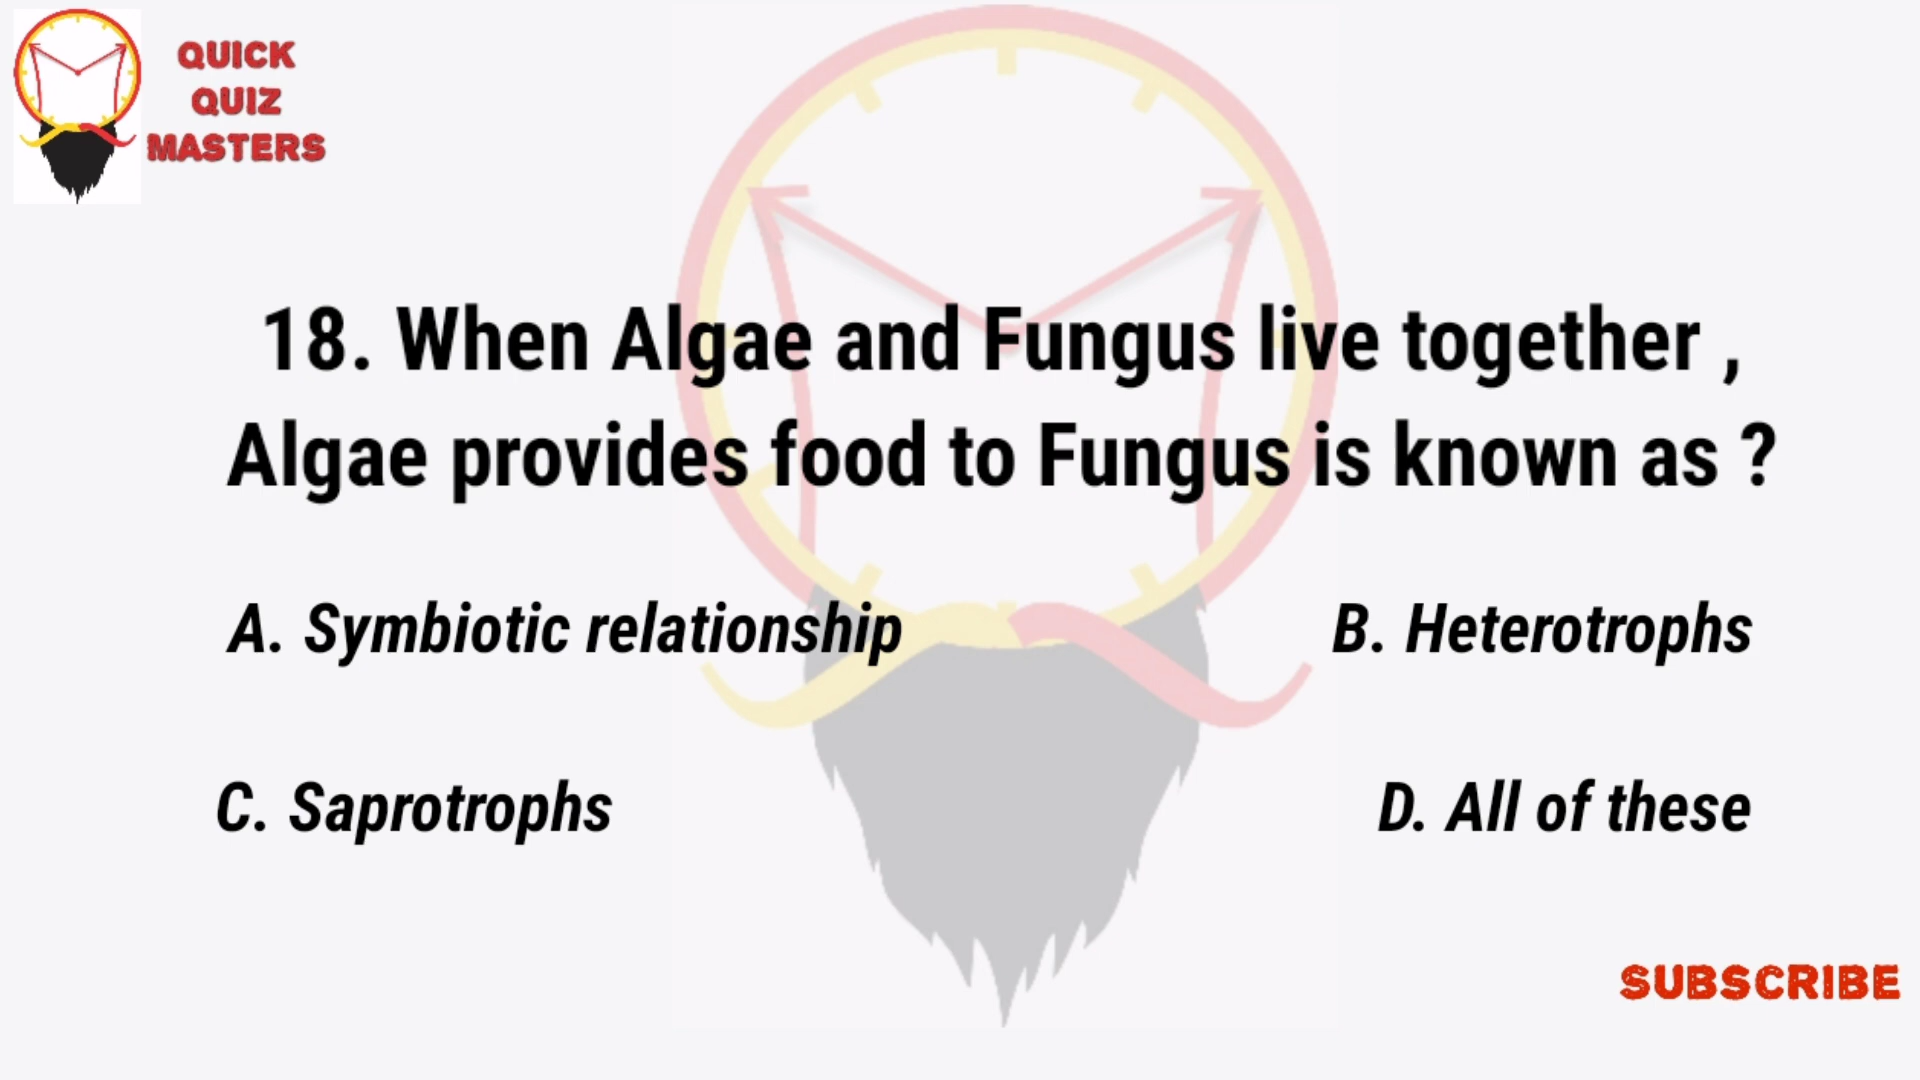 QUICK
QUIZ
MASTERS
18. When Algae and Fungus live together ,
Algae provides food to Fungus is known as ?
A. Symbiotic relationship
B. Heterotrophs
C. Saprotrophs
D. All of these
SUBSCRIBE